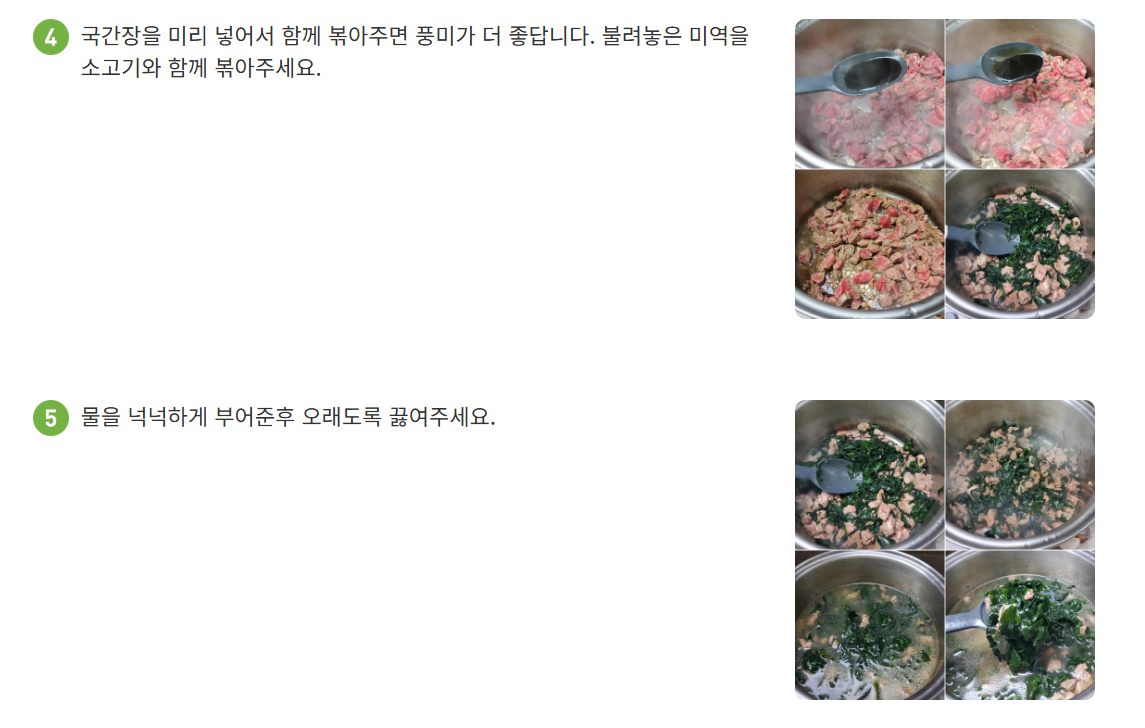 4
국간장을 미리 넣어서 함께 볶아주면 풍미가 더 좋답니다. 불려놓은 미역을
소고기와 함께 볶아주세요.
5
물을 넉넉하게 부어준후 오래도록 끓여주세요.